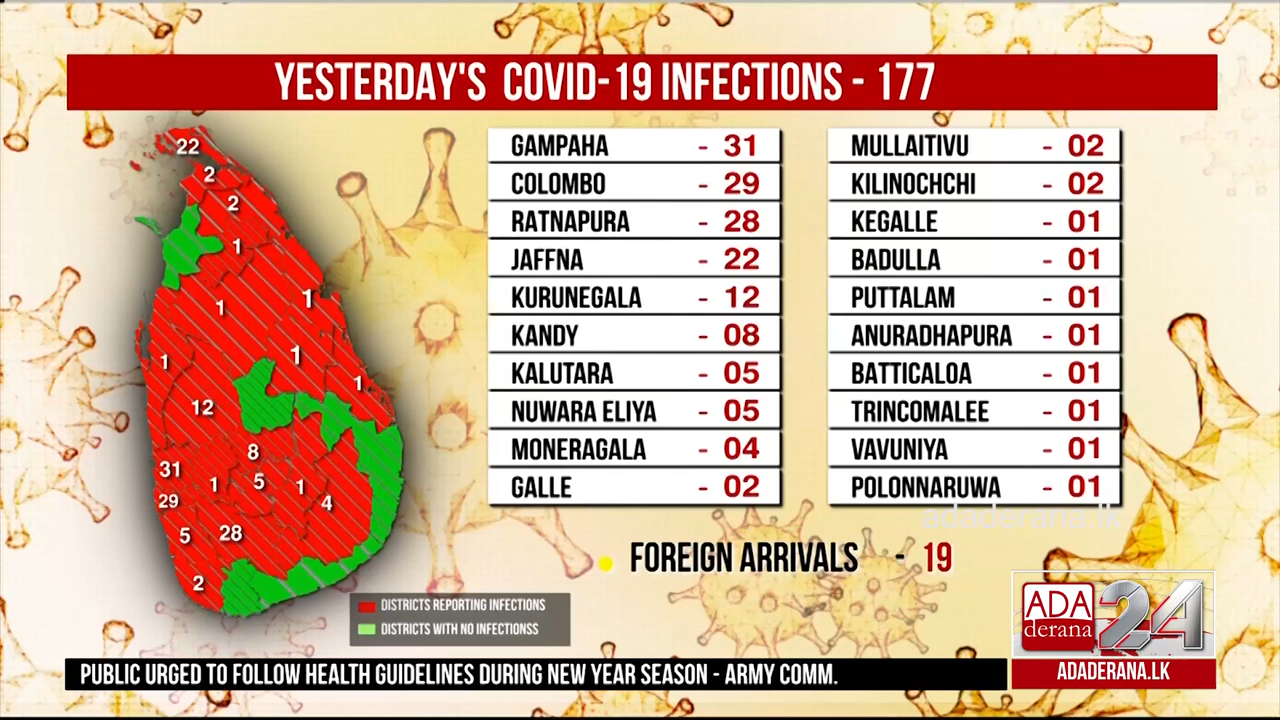 YESTERDAY'S COVID-19 INFECTIONS - 177
22
2
2
1
1
1
1
1
1
12
8
31
1
5
1
4
29
5
28
2
GAMPAHA - 31
COLOMBO - 29
RATNAPURA - 28
JAFFNA - 22
KURUNEGALA - 12
KANDY - 08
KALUTARA - 05
NUWARA ELIYA - 05
MONERAGALA - 04
GALLE - 02
MULLAITIVU - 02
KILINOCHCHI - 02
KEGALLE - 01
BADULLA - 01
PUTTALAM - 01
ANURADHAPURA - 01
BATTICALOA - 01
TRINCOMALEE - 01
VAVUNIYA - 01
POLONNARUWA - 01
adaderana.lk
FOREIGN ARRIVALS - 19
DISTRICTS REPORTING INFECTIONS
DISTRICTS WITH NO INFECTIONSS
ADA
derana
24
ADADERANA.LK
PUBLIC URGED TO FOLLOW HEALTH GUIDELINES DURING NEW YEAR SEASON - ARMY COMM.